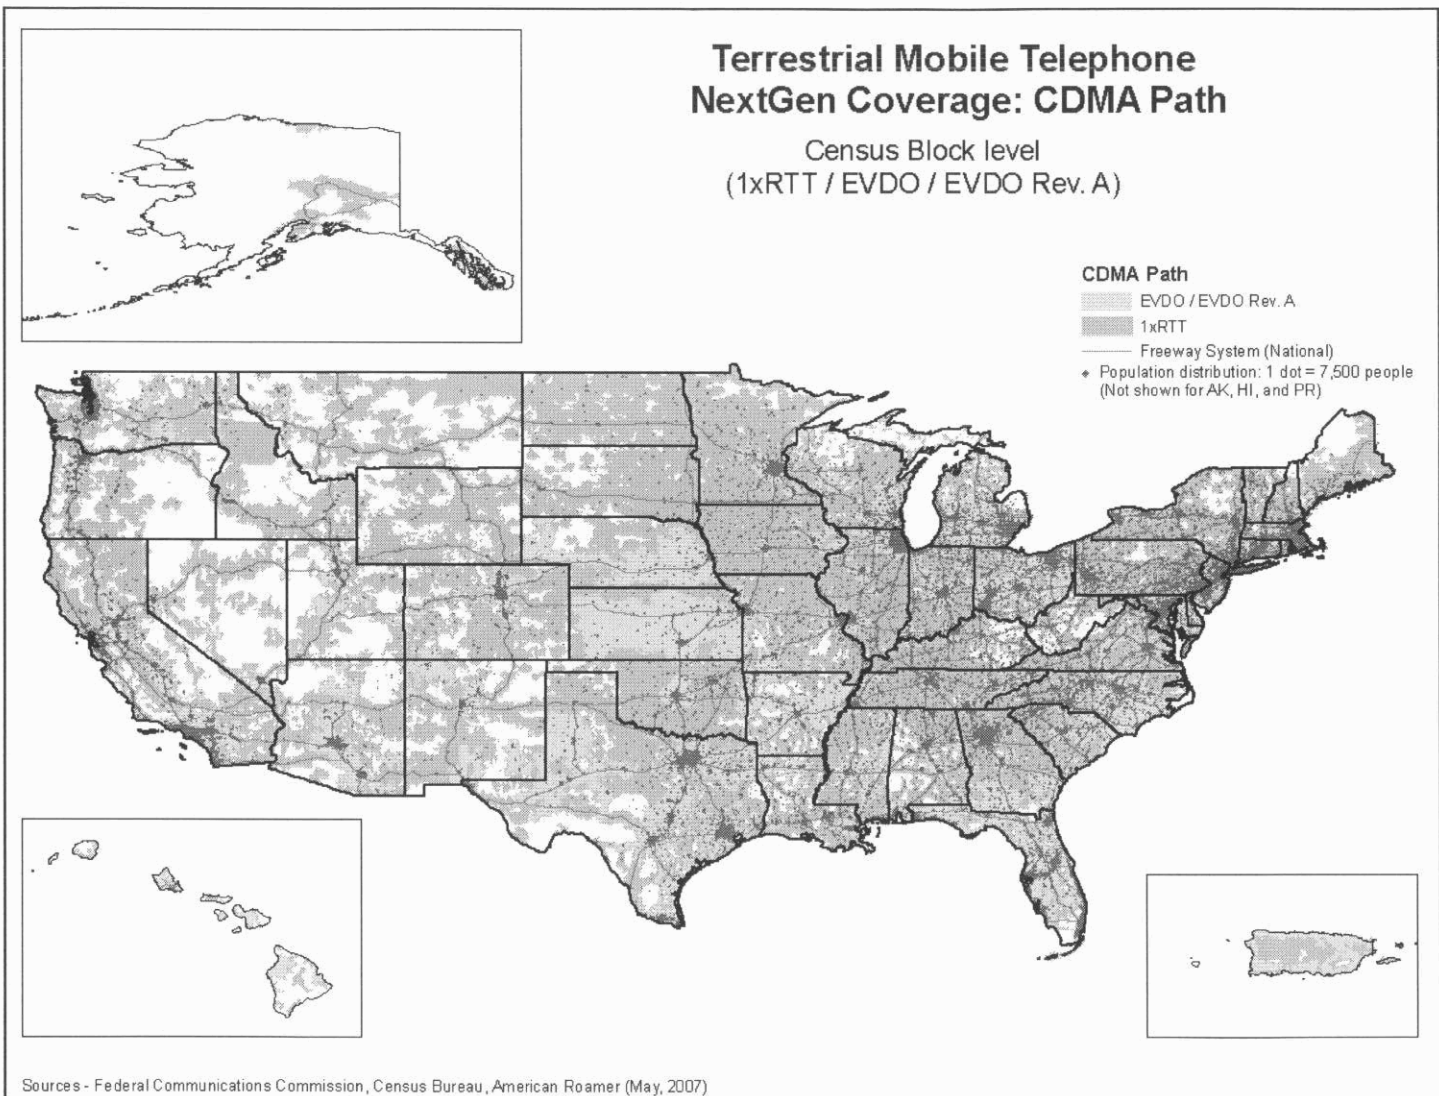 Terrestrial Mobile Telephone
NextGen Coverage: CDMA Path
Census Block level
(1xRTT / EVDO / EVDO Rev. A)
CDMA Path
EVDO / EVDO Rev. A
1xRTT
Freeway System (National)
Population distribution: 1 dot = 7,500 people
(Not shown for AK, HI, and PR)
Sources - Federal Communications Commission, Census Bureau, American Roamer (May, 2007)